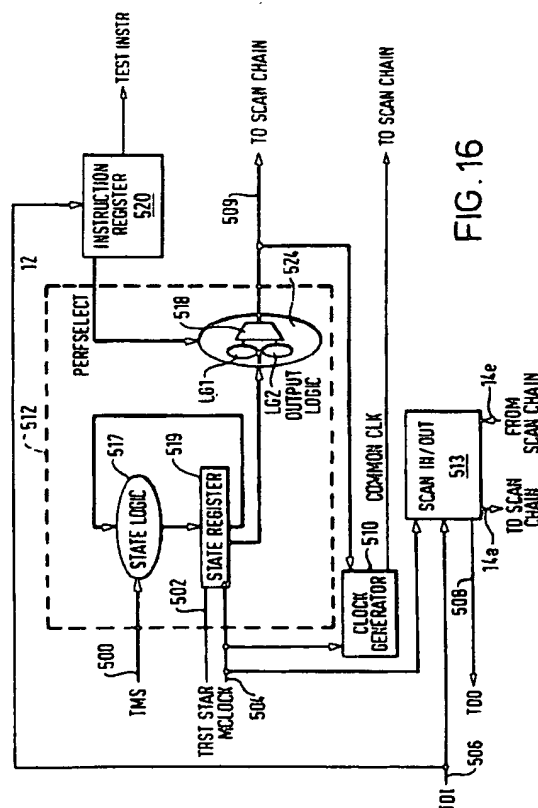 512
TMS
500
517
STATE LOGIC
519
STATE REGISTER
502
TRST STAR
MCLOCK
504
PERFSELECT
12
INSTRUCTION
REGISTER
520
TEST INSTR
518
LG1
LG2
OUTPUT
LOGIC
524
509
TO SCAN CHAIN
510
CLOCK
GENERATOR
COMMON CLK
TO SCAN CHAIN
SCAN IN/OUT
513
14a
TO SCAN
CHAIN
14e
FROM
SCAN CHAIN
508
TDO
TDI
506
FIG. 16